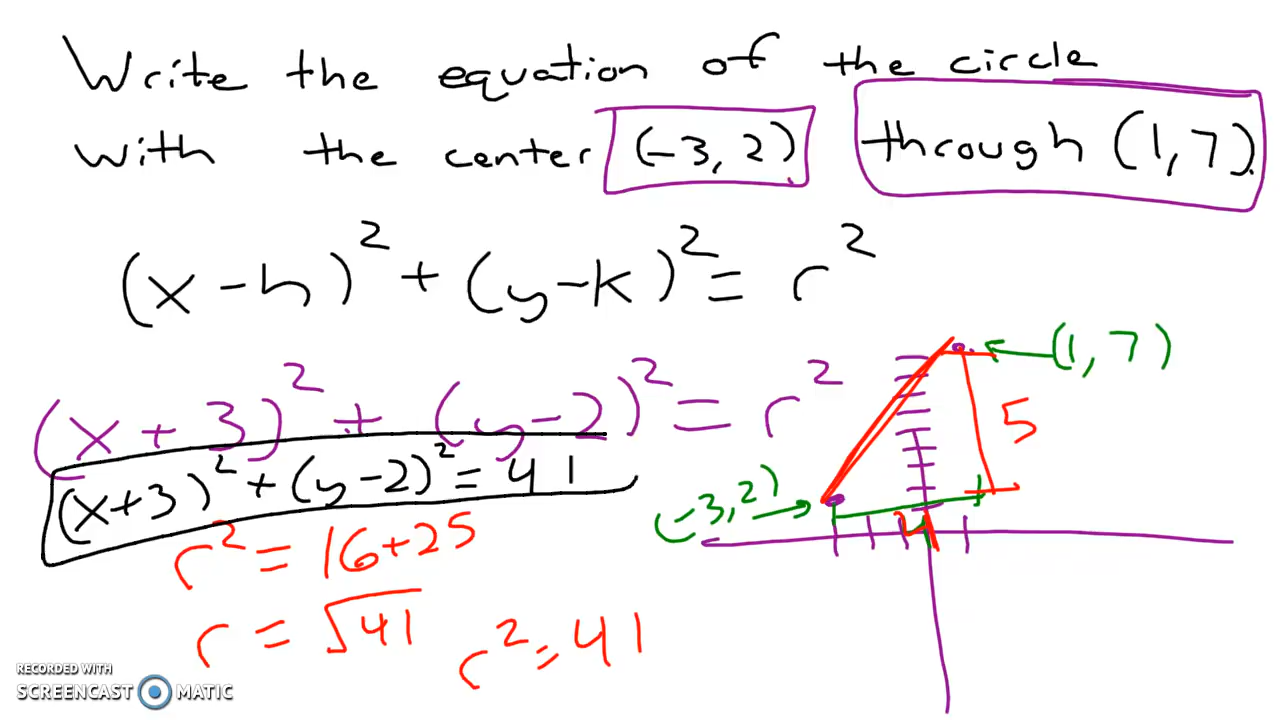 Write the equation of the circle
with the center (-3, 2) through (1, 7).
(x - h)² + (y - k)² = r²
(x + 3)² + (y - 2)² = r²
(x+3)² + (y-2)² = 41
r² = 16+25
r = √41 r² = 41
(1, 7)
5
(-3, 2)
4
RECORDED WITH
SCREENCAST MATIC